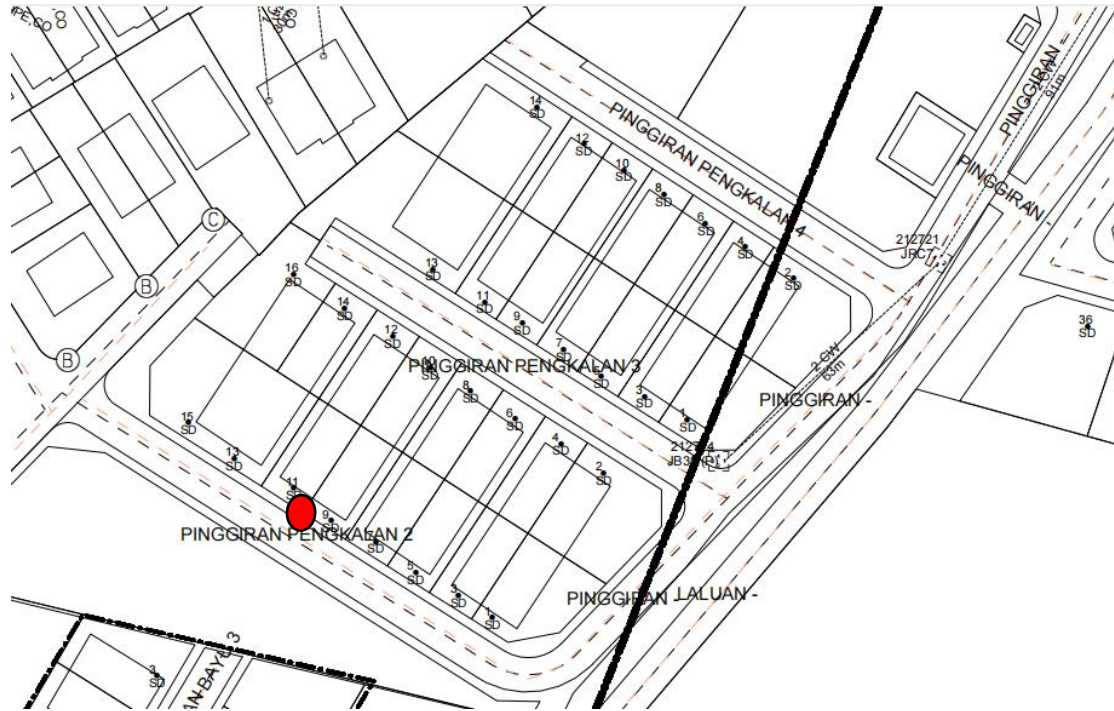 C
B
B
14
SD
12
SD
10
SD
8
SD
6
SD
4
SD
2
SD
PINGGIRAN PENGKALAN 4
PINGGIRAN -
91m
PINGGIRAN -
212721
36
SD
13
SD
11
SD
9
SD
7
SD
SD
3
SD
1
SD
PINGGIRAN PENGKALAN 3
2 GW
63m
PINGGIRAN -
16
SD
14
SD
12
SD
10
SD
8
SD
6
SD
4
SD
2
SD
15
SD
13
SD
11
SD
9
SD
SD
5
SD
3
SD
1
SD
PINGGIRAN PENGKALAN 2
PINGGIRAN -
LALUAN -
3
SD